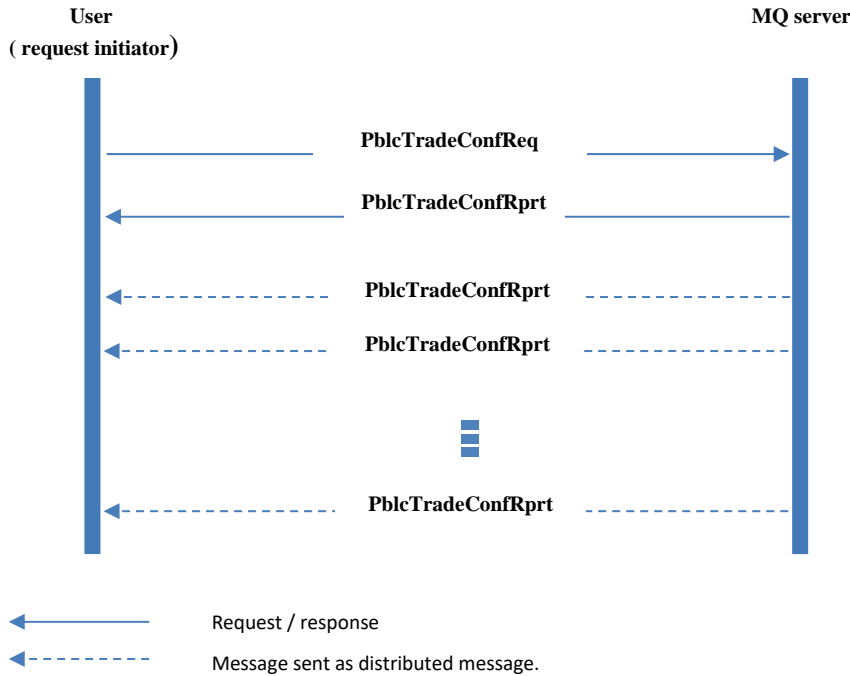 User
( request initiator)
MQ server
PblcTradeConfReq
PblcTradeConfRprt
PblcTradeConfRprt
PblcTradeConfRprt
PblcTradeConfRprt
Request / response
Message sent as distributed message.